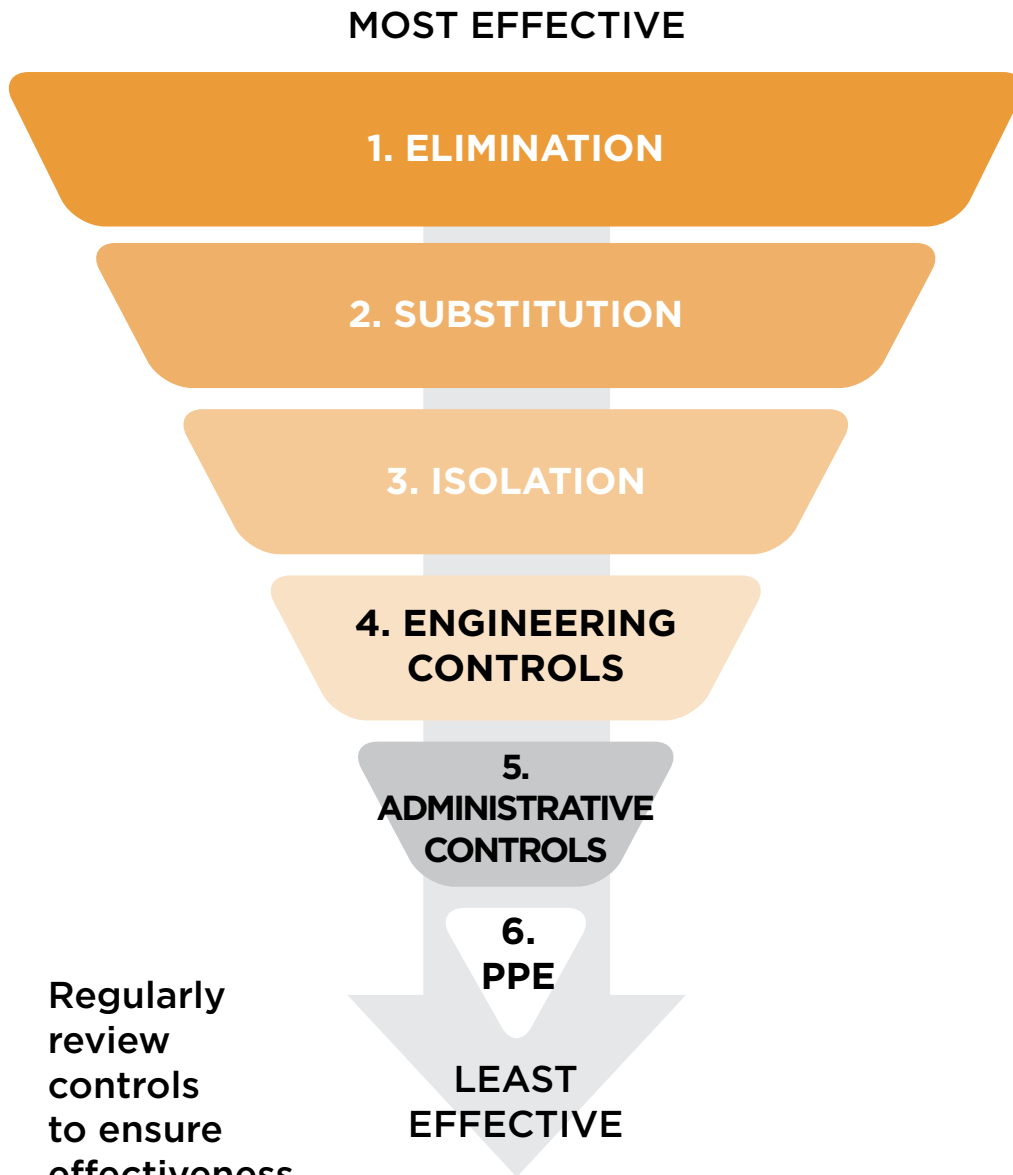 MOST EFFECTIVE
1. ELIMINATION
2. SUBSTITUTION
3. ISOLATION
4. ENGINEERING
CONTROLS
5.
ADMINISTRATIVE
CONTROLS
6.
PPE
Regularly
review
controls
to ensure
effectiveness
LEAST
EFFECTIVE